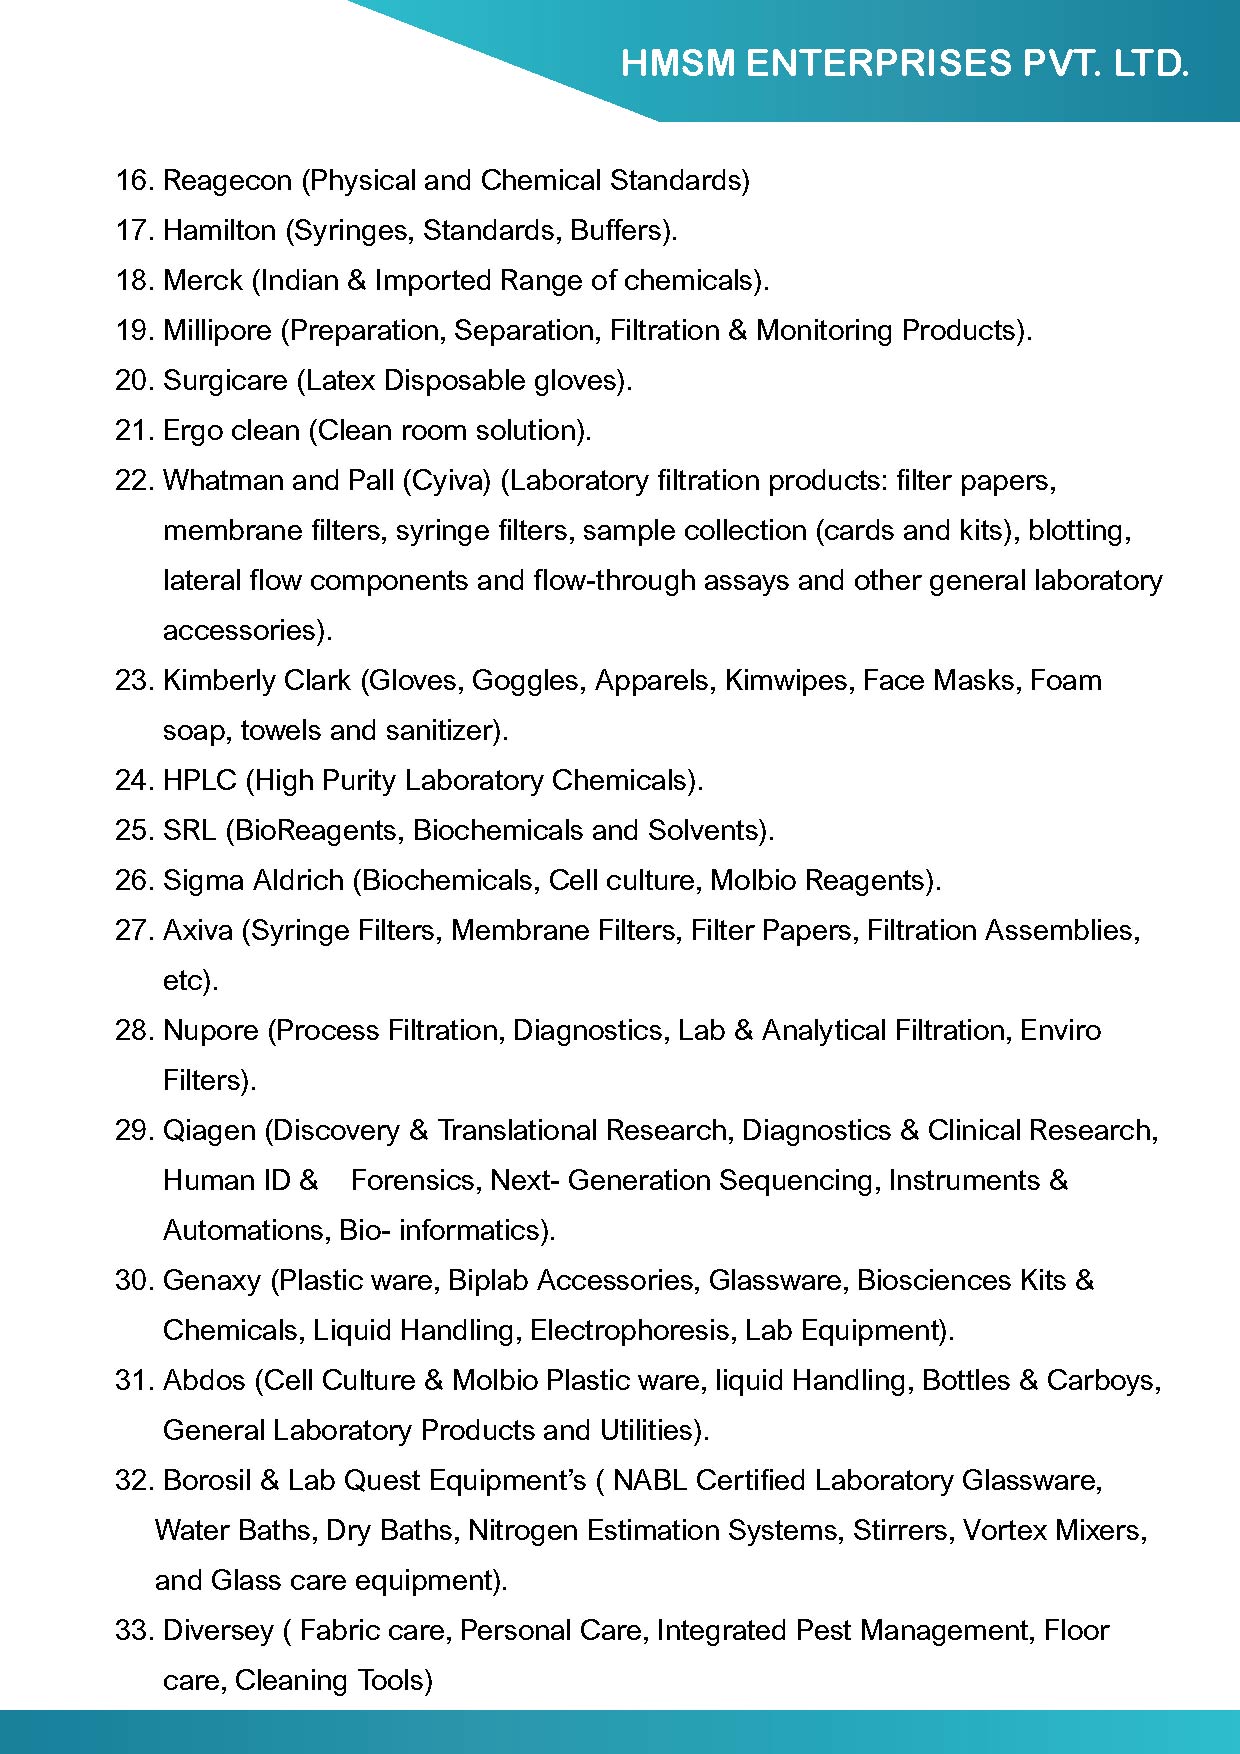 HMSM ENTERPRISES PVT. LTD.
16. Reagecon (Physical and Chemical Standards)
17. Hamilton (Syringes, Standards, Buffers).
18. Merck (Indian & Imported Range of chemicals).
19. Millipore (Preparation, Separation, Filtration & Monitoring Products).
20. Surgicare (Latex Disposable gloves).
21. Ergo clean (Clean room solution).
22. Whatman and Pall (Cyiva) (Laboratory filtration products: filter papers,
membrane filters, syringe filters, sample collection (cards and kits), blotting,
lateral flow components and flow-through assays and other general laboratory
accessories).
23. Kimberly Clark (Gloves, Goggles, Apparels, Kimwipes, Face Masks, Foam
soap, towels and sanitizer).
24. HPLC (High Purity Laboratory Chemicals).
25. SRL (BioReagents, Biochemicals and Solvents).
26. Sigma Aldrich (Biochemicals, Cell culture, Molbio Reagents).
27. Axiva (Syringe Filters, Membrane Filters, Filter Papers, Filtration Assemblies,
etc).
28. Nupore (Process Filtration, Diagnostics, Lab & Analytical Filtration, Enviro
Filters).
29. Qiagen (Discovery & Translational Research, Diagnostics & Clinical Research,
Human ID & Forensics, Next- Generation Sequencing, Instruments &
Automations, Bio- informatics).
30. Genaxy (Plastic ware, Biplab Accessories, Glassware, Biosciences Kits &
Chemicals, Liquid Handling, Electrophoresis, Lab Equipment).
31. Abdos (Cell Culture & Molbio Plastic ware, liquid Handling, Bottles & Carboys,
General Laboratory Products and Utilities).
32. Borosil & Lab Quest Equipment’s ( NABL Certified Laboratory Glassware,
Water Baths, Dry Baths, Nitrogen Estimation Systems, Stirrers, Vortex Mixers,
and Glass care equipment).
33. Diversey ( Fabric care, Personal Care, Integrated Pest Management, Floor
care, Cleaning Tools)